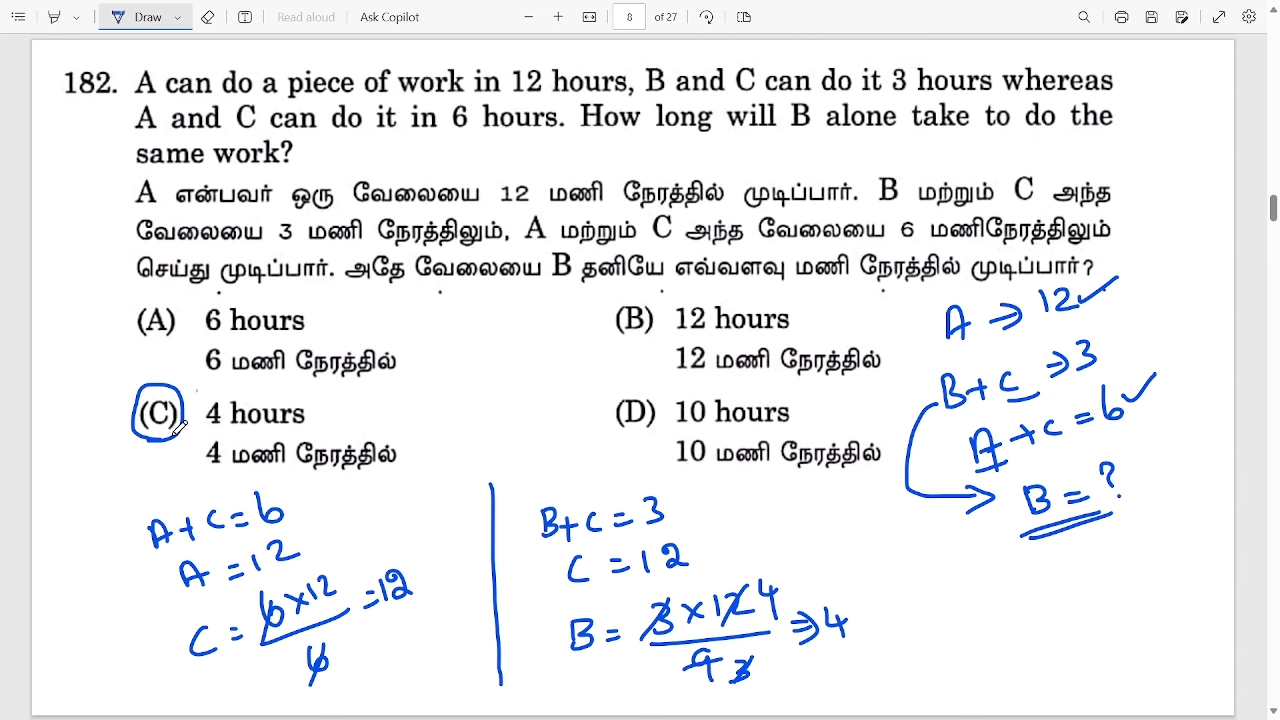 Draw
Read aloud
Ask Copilot
8
of 27
182. A can do a piece of work in 12 hours, B and C can do it 3 hours whereas
A and C can do it in 6 hours. How long will B alone take to do the
same work?
A என்பவர் ஒரு வேலையை 12 மணி நேரத்தில் முடிப்பார். B மற்றும் C அந்த
வேலையை 3 மணி நேரத்திலும், A மற்றும் C அந்த வேலையை 6 மணிநேரத்திலும்
செய்து முடிப்பார். அதே வேலையை B தனியே எவ்வளவு மணி நேரத்தில் முடிப்பார்?
(A) 6 hours
6 மணி நேரத்தில்
(B) 12 hours
12 மணி நேரத்தில்
(C) 4 hours
4 மணி நேரத்தில்
(D) 10 hours
10 மணி நேரத்தில்
A ⇒ 12 ✓
B+C ⇒ 3
A+C = 6 ✓
B = ?
A+C = 6
A = 12
C = 6×12/6 = 12
B+C = 3
C = 12
B = 3×12 4/9 3 ⇒ 4